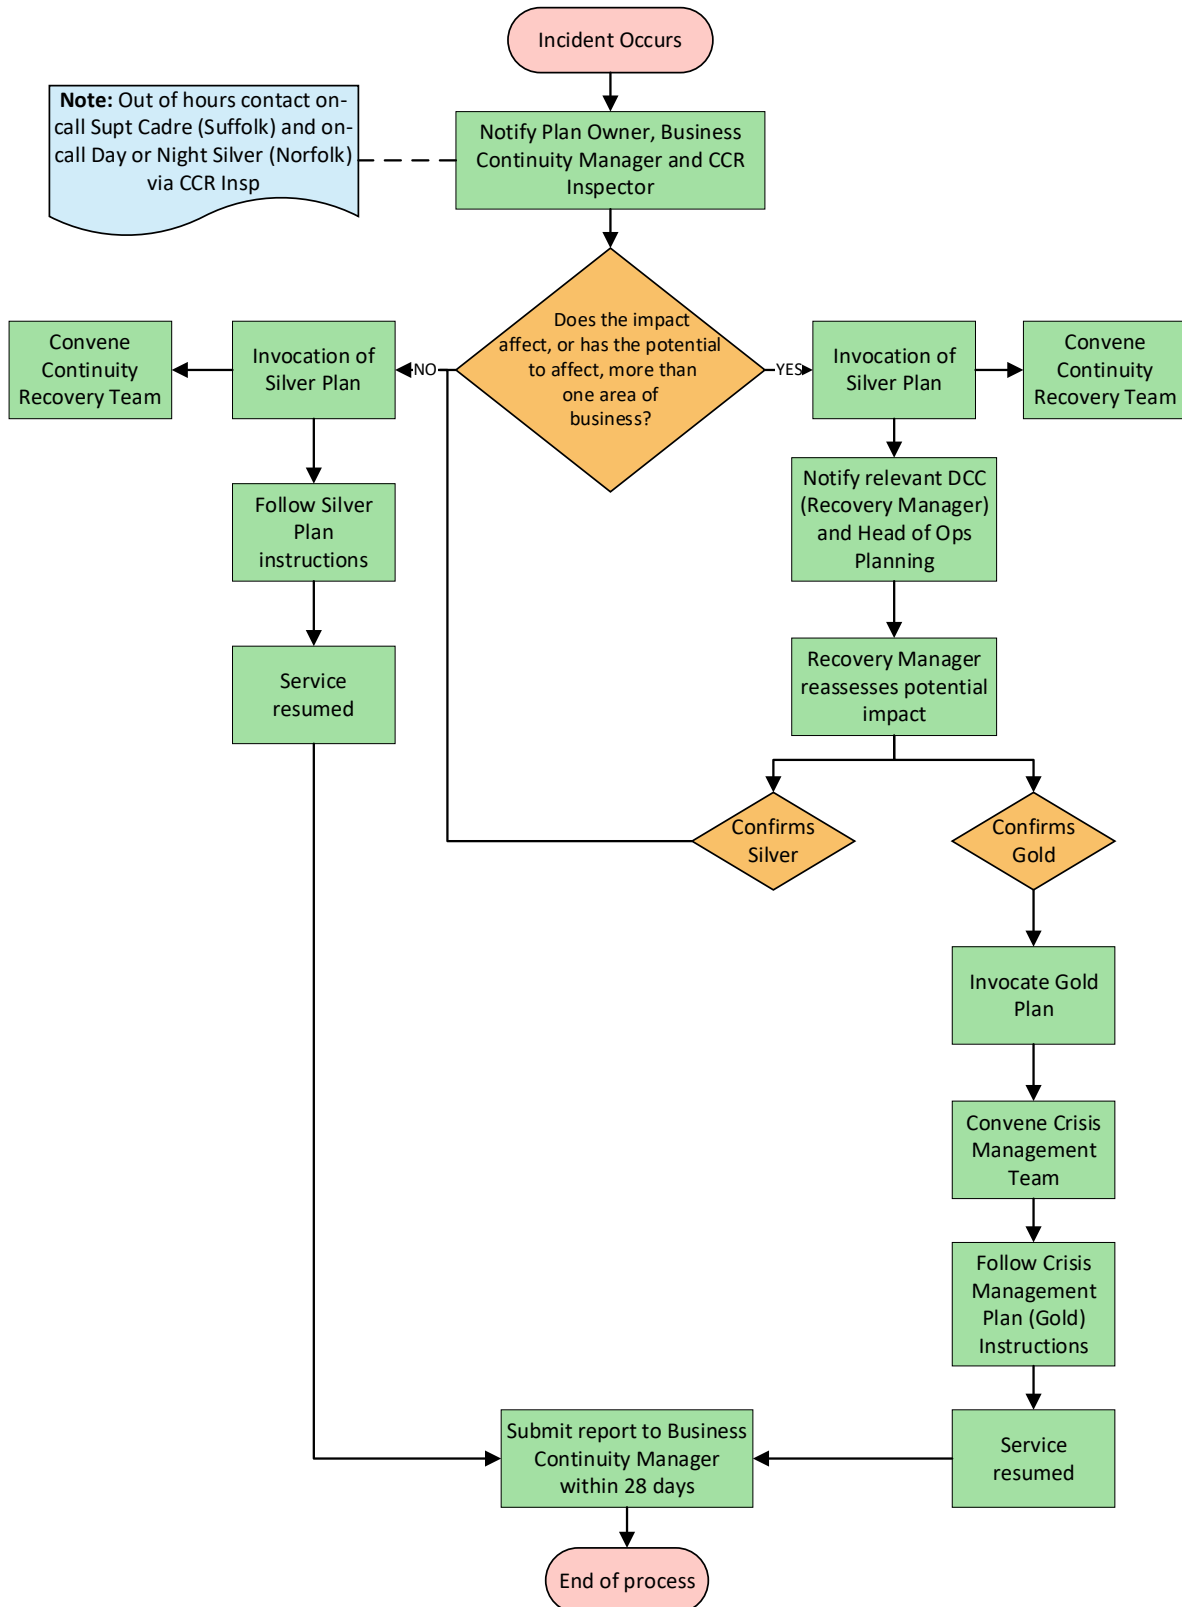 Incident Occurs
Note: Out of hours contact on-
call Supt Cadre (Suffolk) and on-
call Day or Night Silver (Norfolk)
via CCR Insp
Notify Plan Owner, Business
Continuity Manager and CCR
Inspector
Does the impact
affect, or has the potential
to affect, more than
one area of
business?
NO
YES
Invocation of
Silver Plan
Convene
Continuity
Recovery Team
Follow Silver
Plan
instructions
Service
resumed
Invocation of
Silver Plan
Convene
Continuity
Recovery Team
Notify relevant DCC
(Recovery Manager)
and Head of Ops
Planning
Recovery Manager
reassesses potential
impact
Confirms
Silver
Confirms
Gold
Invocate Gold
Plan
Convene Crisis
Management
Team
Follow Crisis
Management
Plan (Gold)
Instructions
Service
resumed
Submit report to Business
Continuity Manager
within 28 days
End of process